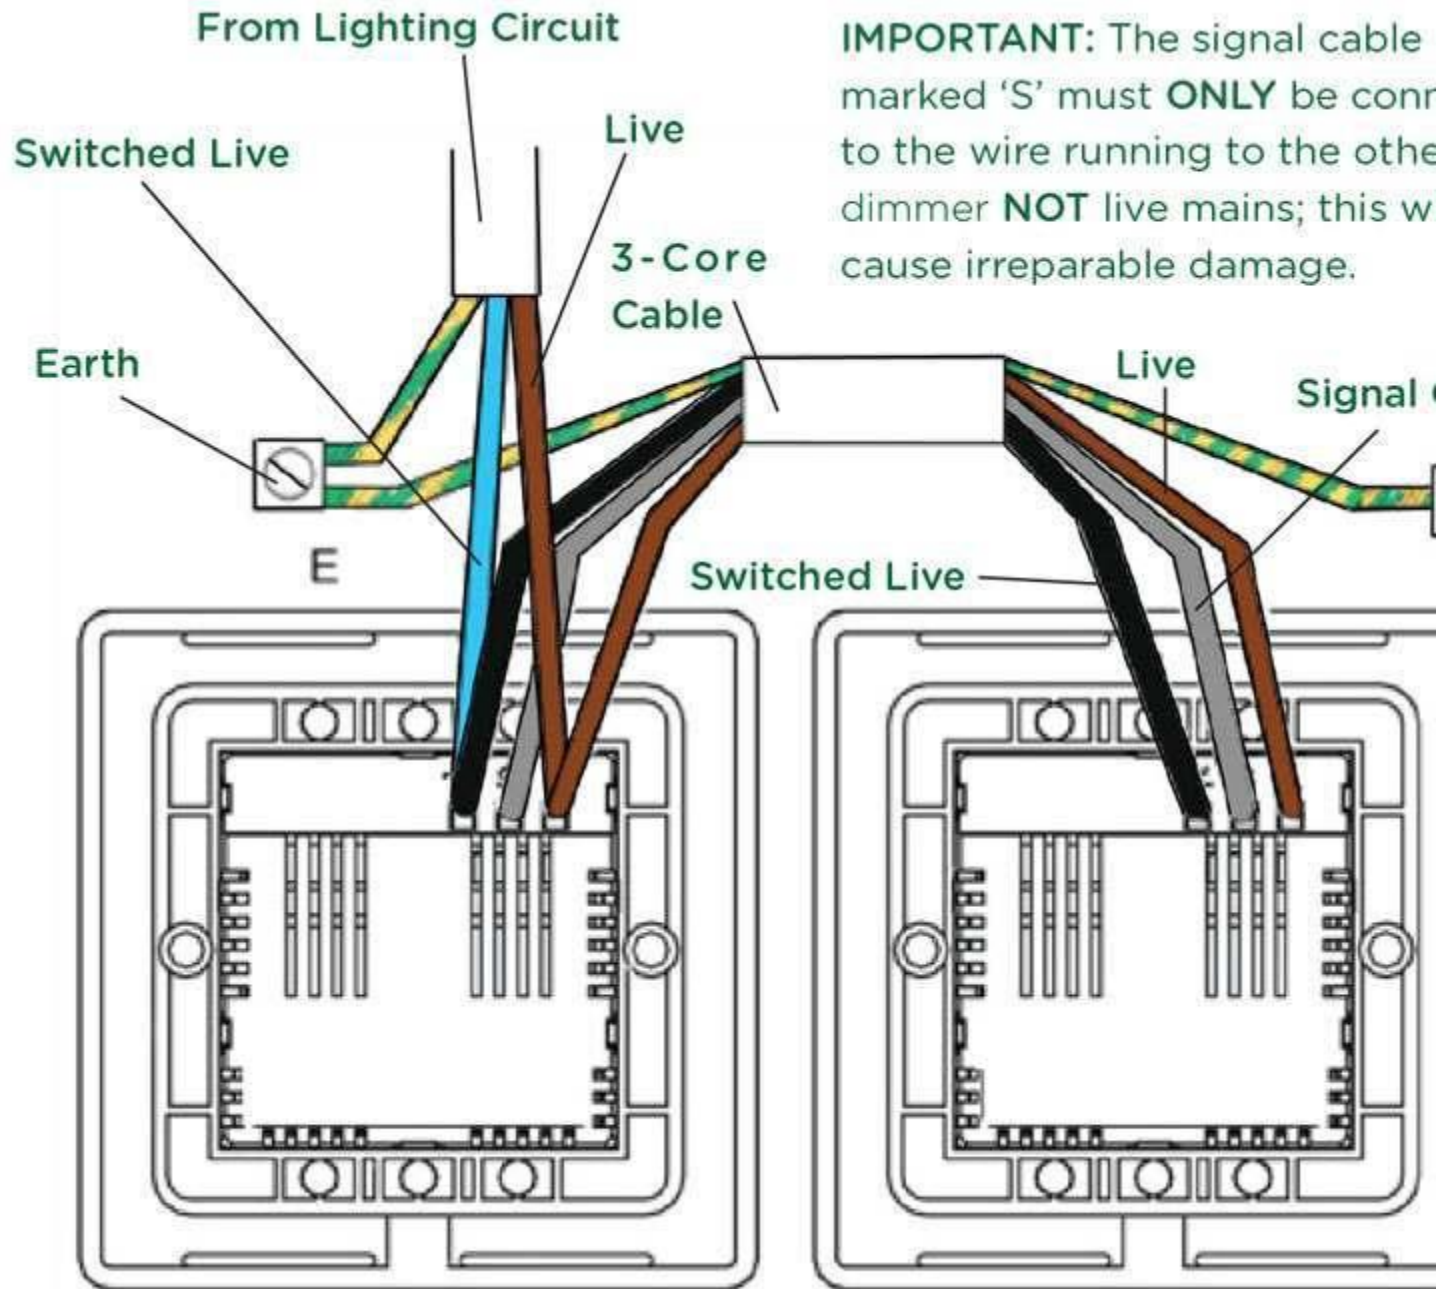 From Lighting Circuit
IMPORTANT: The signal cable
marked ‘S’ must ONLY be conn
to the wire running to the othe
dimmer NOT live mains; this w
cause irreparable damage.
Switched Live
Live
3-Core
Cable
Earth
Live
Signal
E
Switched Live